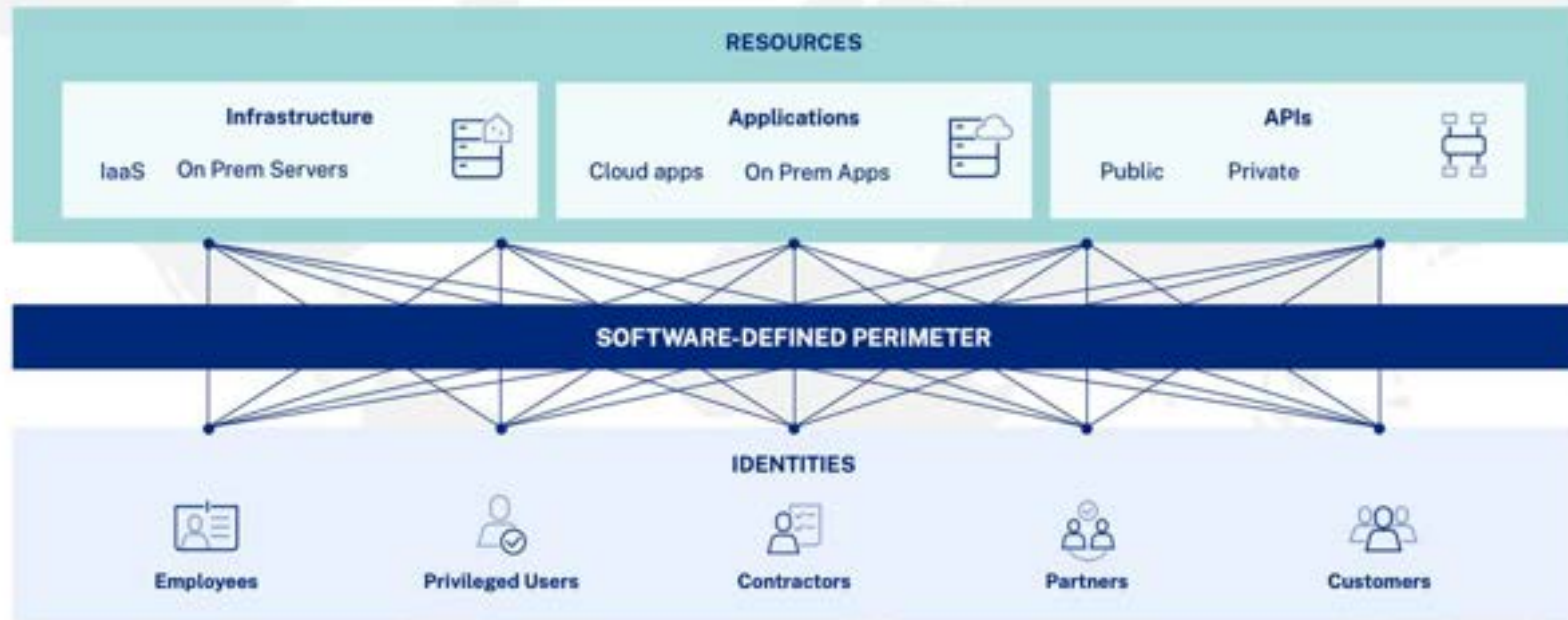 RESOURCES
Infrastructure
IaaS On Prem Servers
Applications
Cloud apps On Prem Apps
APIs
Public Private
SOFTWARE-DEFINED PERIMETER
IDENTITIES
Employees
Privileged Users
Contractors
Partners
Customers